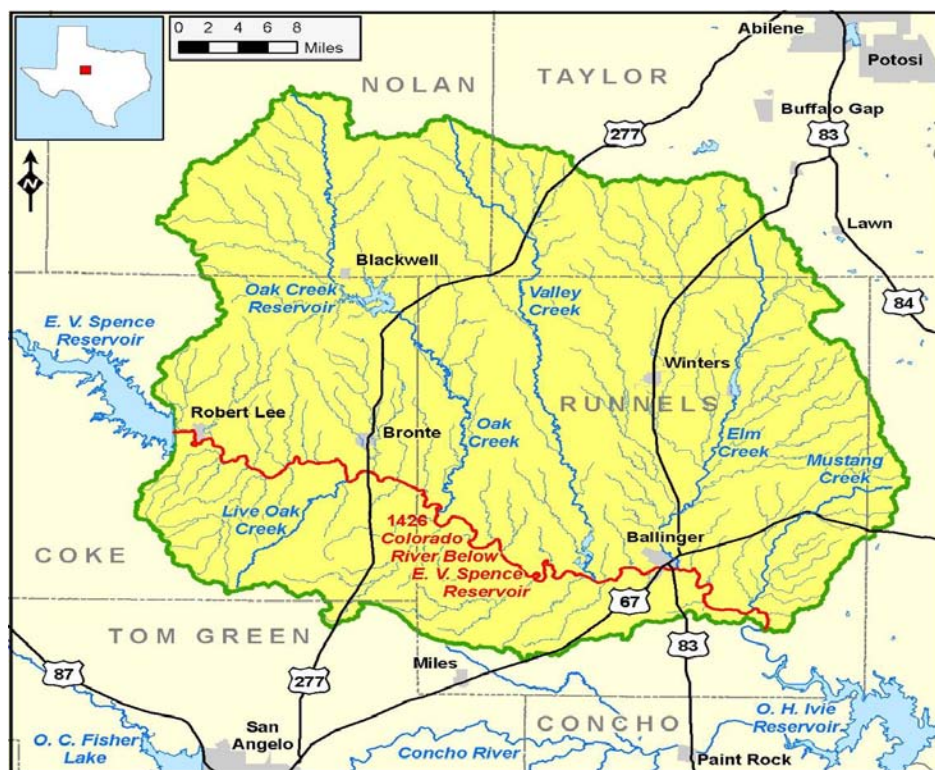 0 2 4 6 8
Miles
N
NOLAN
TAYLOR
Abilene
Potosi
Buffalo Gap
277
83
Lawn
84
Blackwell
Oak Creek
Reservoir
Valley
Creek
E. V. Spence
Reservoir
Winters
RUNNELS
Robert Lee
Bronte
Oak
Creek
Elm
Creek
Mustang
Creek
Live Oak
Creek
1426
Colorado
River Below
E. V. Spence
Reservoir
Ballinger
COKE
67
TOM GREEN
83
Miles
87
277
San
Angelo
O. C. Fisher
Lake
CONCHO
Concho River
O. H. Ivie
Reservoir
Paint Rock